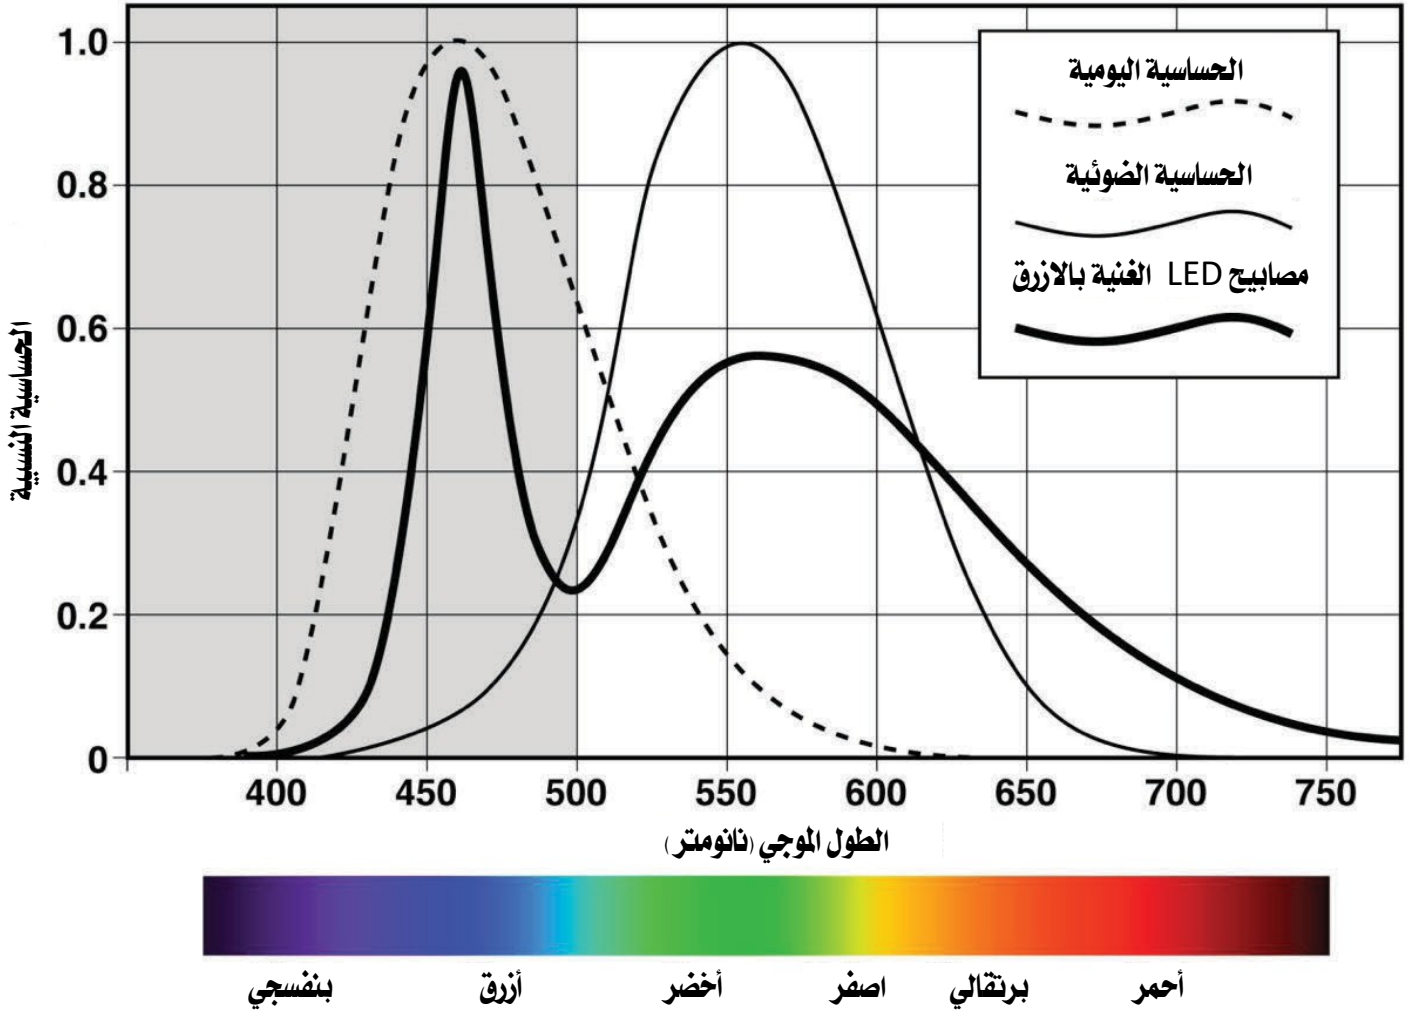 1.0
0.8
0.6
0.4
0.2
0
الحساسية النسبية
الحساسية اليومية
الحساسية الضوئية
مصابيح LED الغنية بالازرق
400 450 500 550 600 650 700 750
الطول الموجي (نانومتر)
بنفسجي أزرق أخضر اصفر برتقالي أحمر